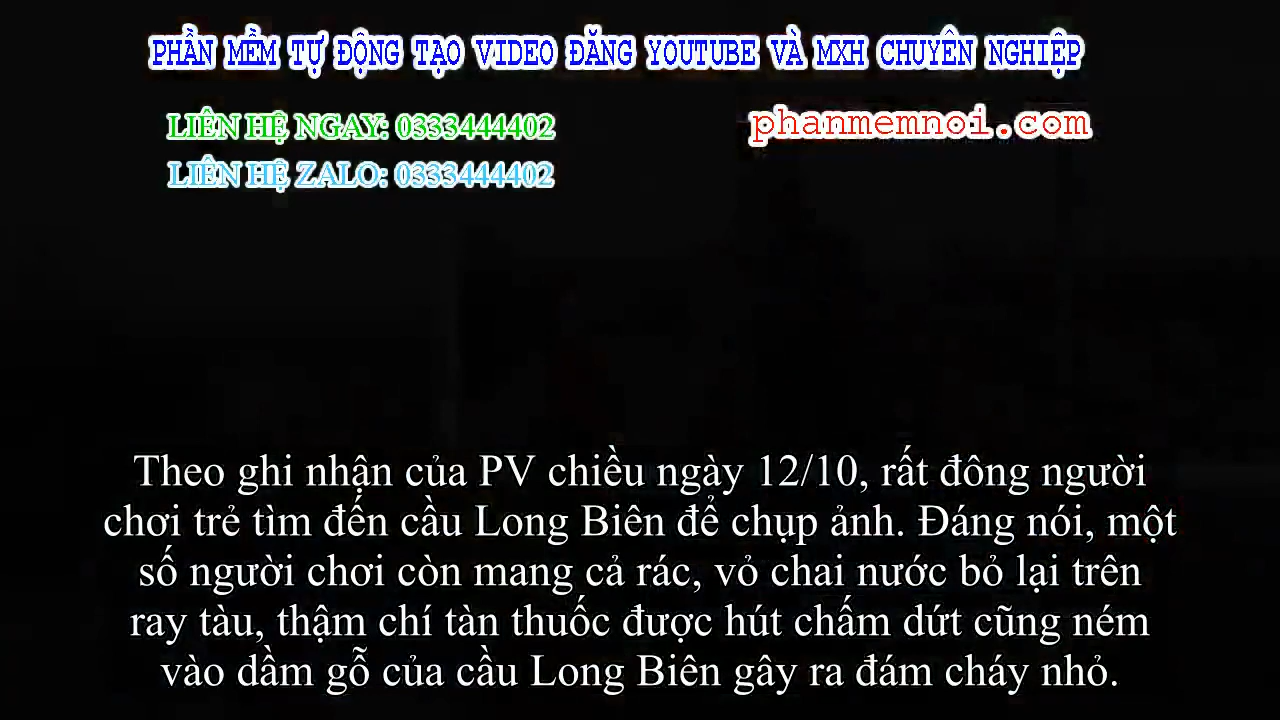 PHẦN MỀM TỰ ĐỘNG TẠO VIDEO ĐĂNG YOUTUBE VÀ MXH CHUYÊN NGHIỆP
LIÊN HỆ NGAY: 0333444402
phanmemnoi.com
LIÊN HỆ ZALO: 0333444402
Theo ghi nhận của PV chiều ngày 12/10, rất đông người
chơi trẻ tìm đến cầu Long Biên để chụp ảnh. Đáng nói, một
số người chơi còn mang cả rác, vỏ chai nước bỏ lại trên
ray tàu, thậm chí tàn thuốc được hút chấm dứt cũng ném
vào dầm gỗ của cầu Long Biên gây ra đám cháy nhỏ.